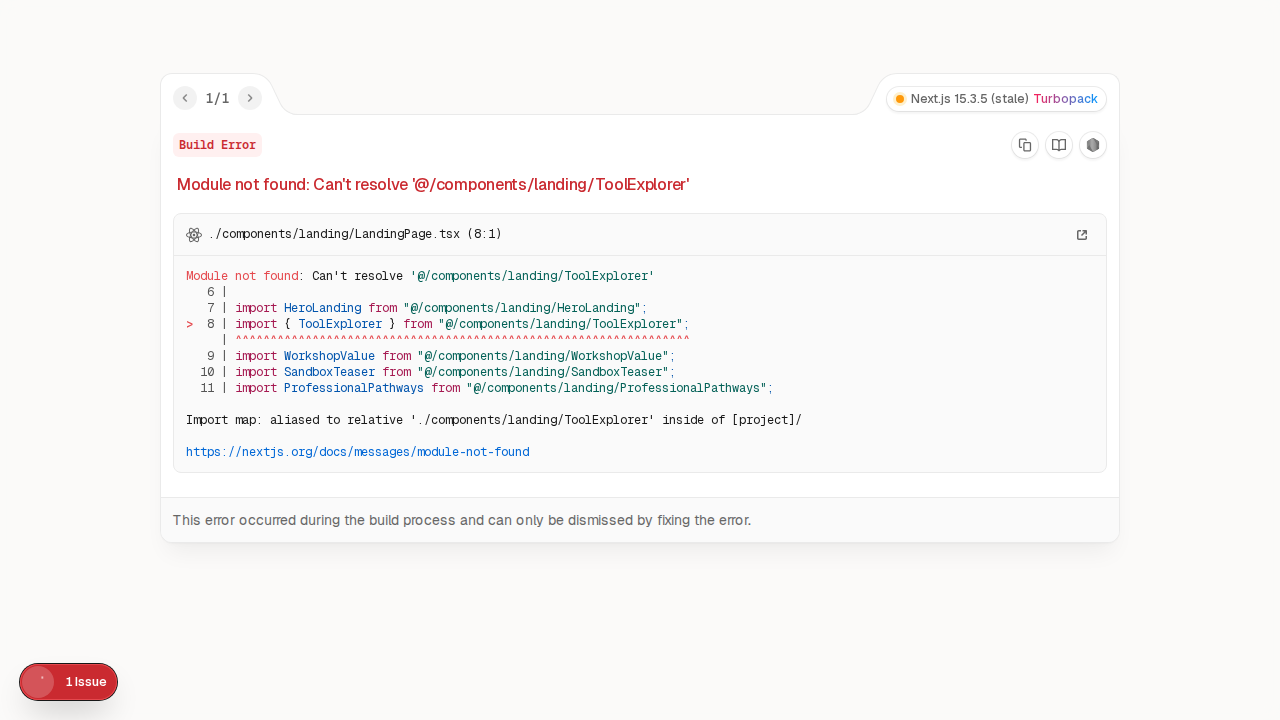 1/1
Next.js 15.3.5 (stale) Turbopack
Build Error
Module not found: Can't resolve '@/components/landing/ToolExplorer'
./components/landing/LandingPage.tsx (8:1)
Module not found: Can't resolve '@/components/landing/ToolExplorer'
6 |
7 | import HeroLanding from "@/components/landing/HeroLanding";
> 8 | import { ToolExplorer } from "@/components/landing/ToolExplorer";
| ^^^^^^^^^^^^^^^^^^^^^^^^^^^^^^^^^^^^^^^^^^^^^^^^^^^^^^^^^^^^^^^^^
9 | import WorkshopValue from "@/components/landing/WorkshopValue";
10 | import SandboxTeaser from "@/components/landing/SandboxTeaser";
11 | import ProfessionalPathways from "@/components/landing/ProfessionalPathways";
Import map: aliased to relative './components/landing/ToolExplorer' inside of [project]/
https://nextjs.org/docs/messages/module-not-found
This error occurred during the build process and can only be dismissed by fixing the error.
1 Issue